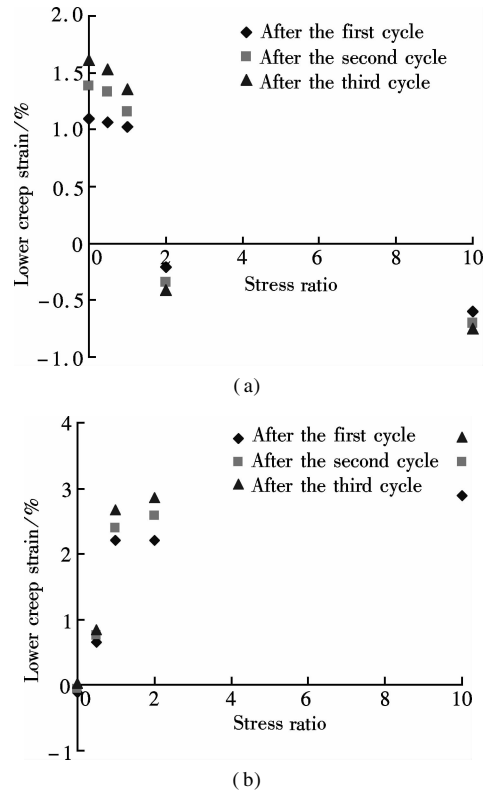 2.0
1.5
1.0
0.5
0
−0.5
−1.0
Lower creep strain/%
After the first cycle
After the second cycle
After the third cycle
0 2 4 6 8 10
Stress ratio
(a)
4
3
2
1
0
−1
Lower creep strain/%
After the first cycle
After the second cycle
After the third cycle
0 2 4 6 8 10
Stress ratio
(b)